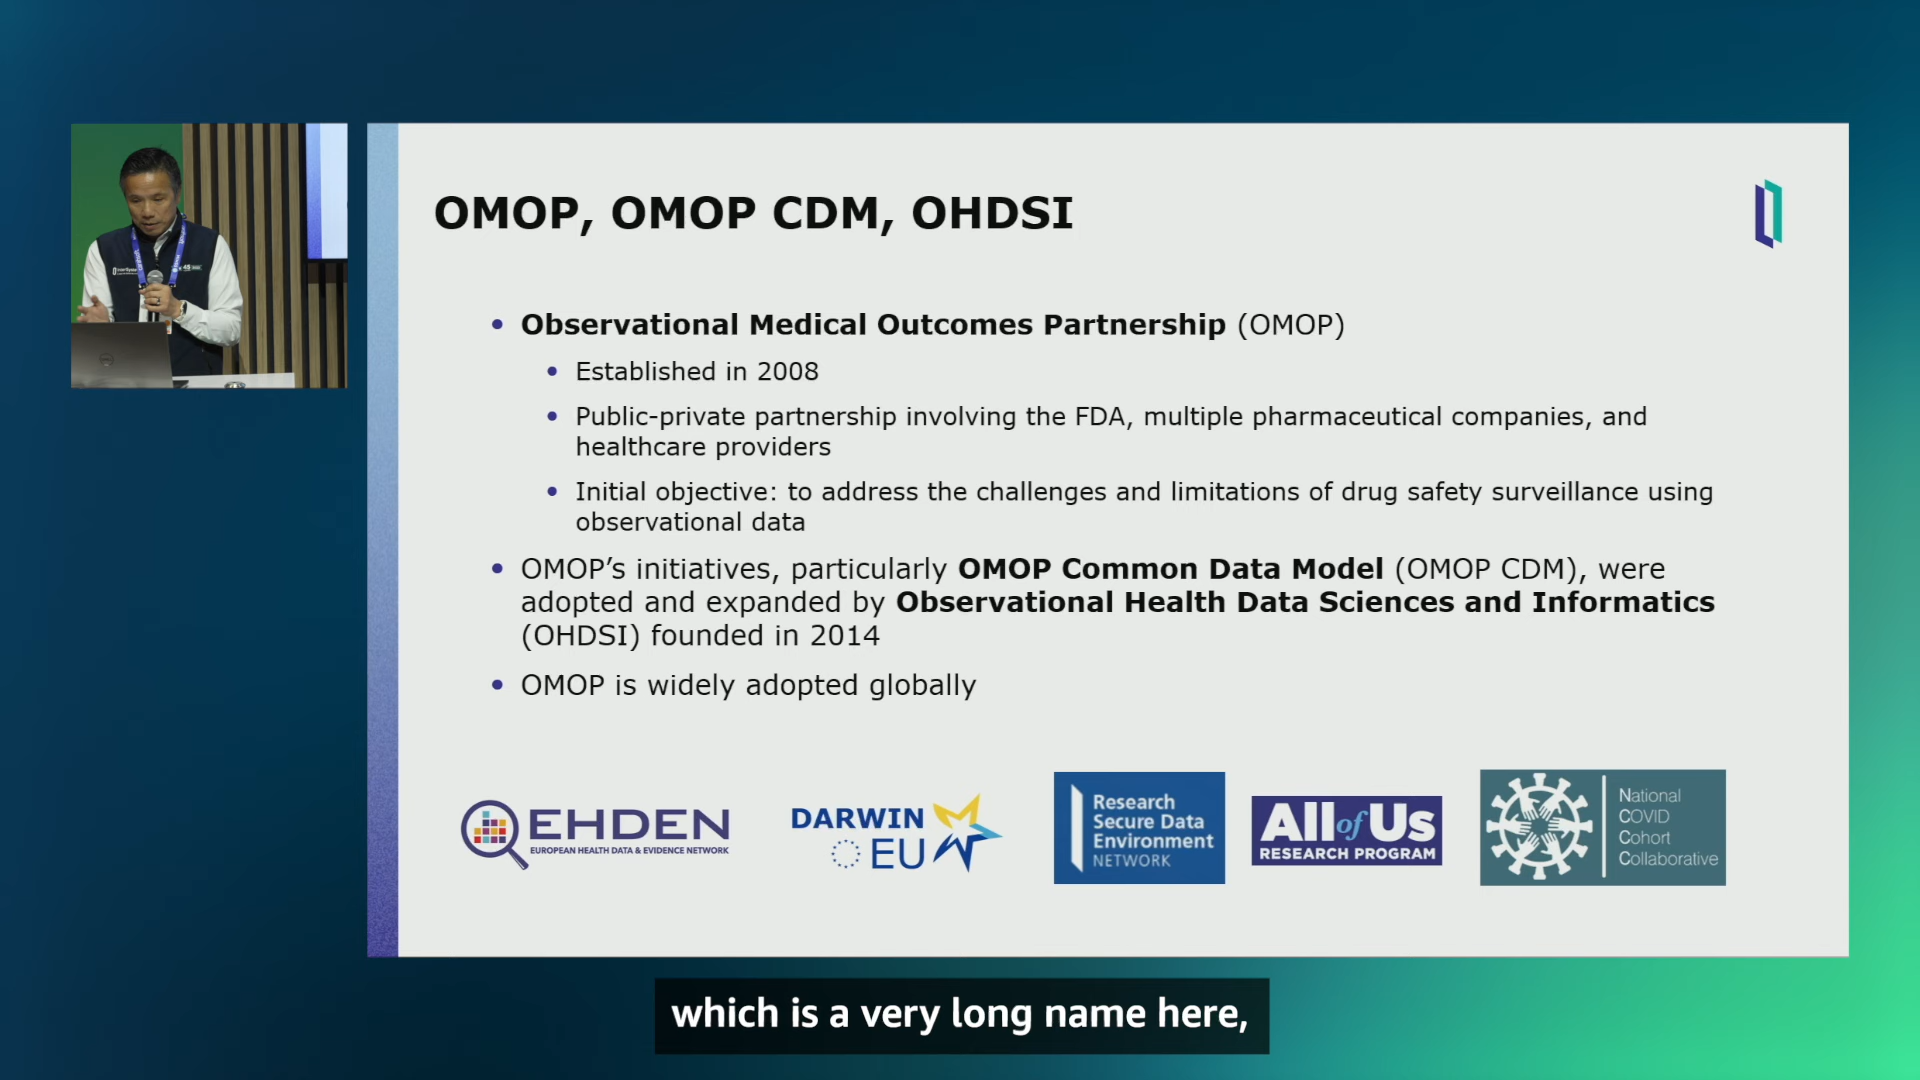 OMOP, OMOP CDM, OHDSI
Observational Medical Outcomes Partnership (OMOP)
Established in 2008
Public-private partnership involving the FDA, multiple pharmaceutical companies, and
healthcare providers
Initial objective: to address the challenges and limitations of drug safety surveillance using
observational data
OMOP’s initiatives, particularly OMOP Common Data Model (OMOP CDM), were
adopted and expanded by Observational Health Data Sciences and Informatics
(OHDSI) founded in 2014
OMOP is widely adopted globally
EHDEN
EUROPEAN HEALTH DATA & EVIDENCE NETWORK
DARWIN
EU
Research
Secure Data
Environment
NETWORK
All of Us
RESEARCH PROGRAM
National
COVID
Cohort
Collaborative
which is a very long name here,